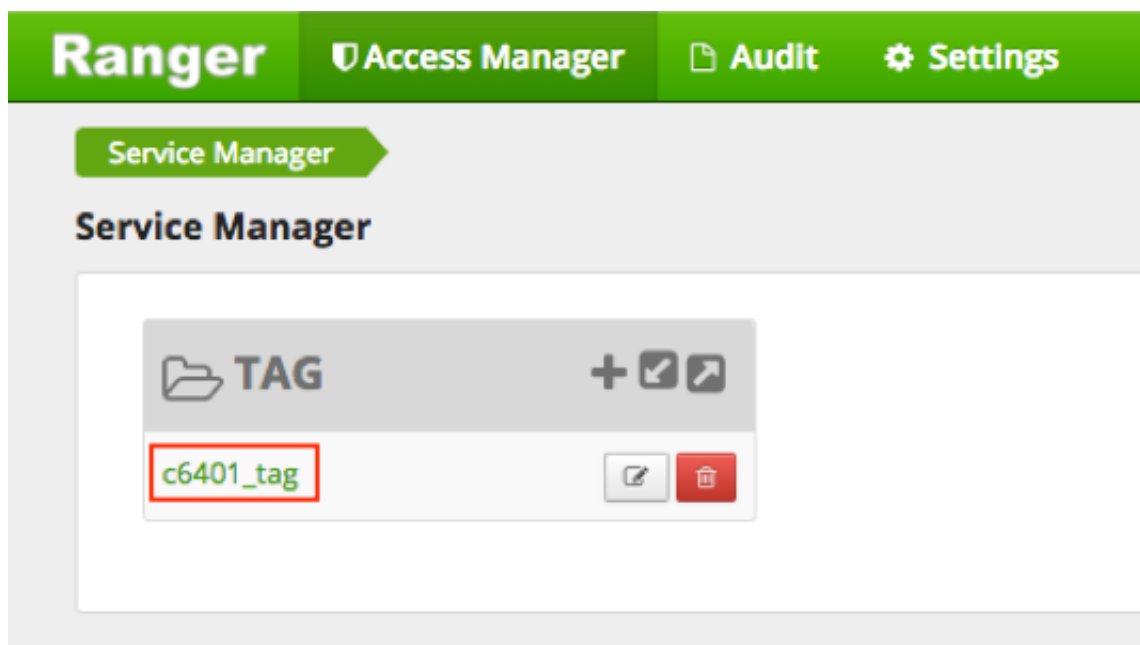 Ranger Access Manager Audit Settings
Service Manager
Service Manager
TAG
c6401_tag